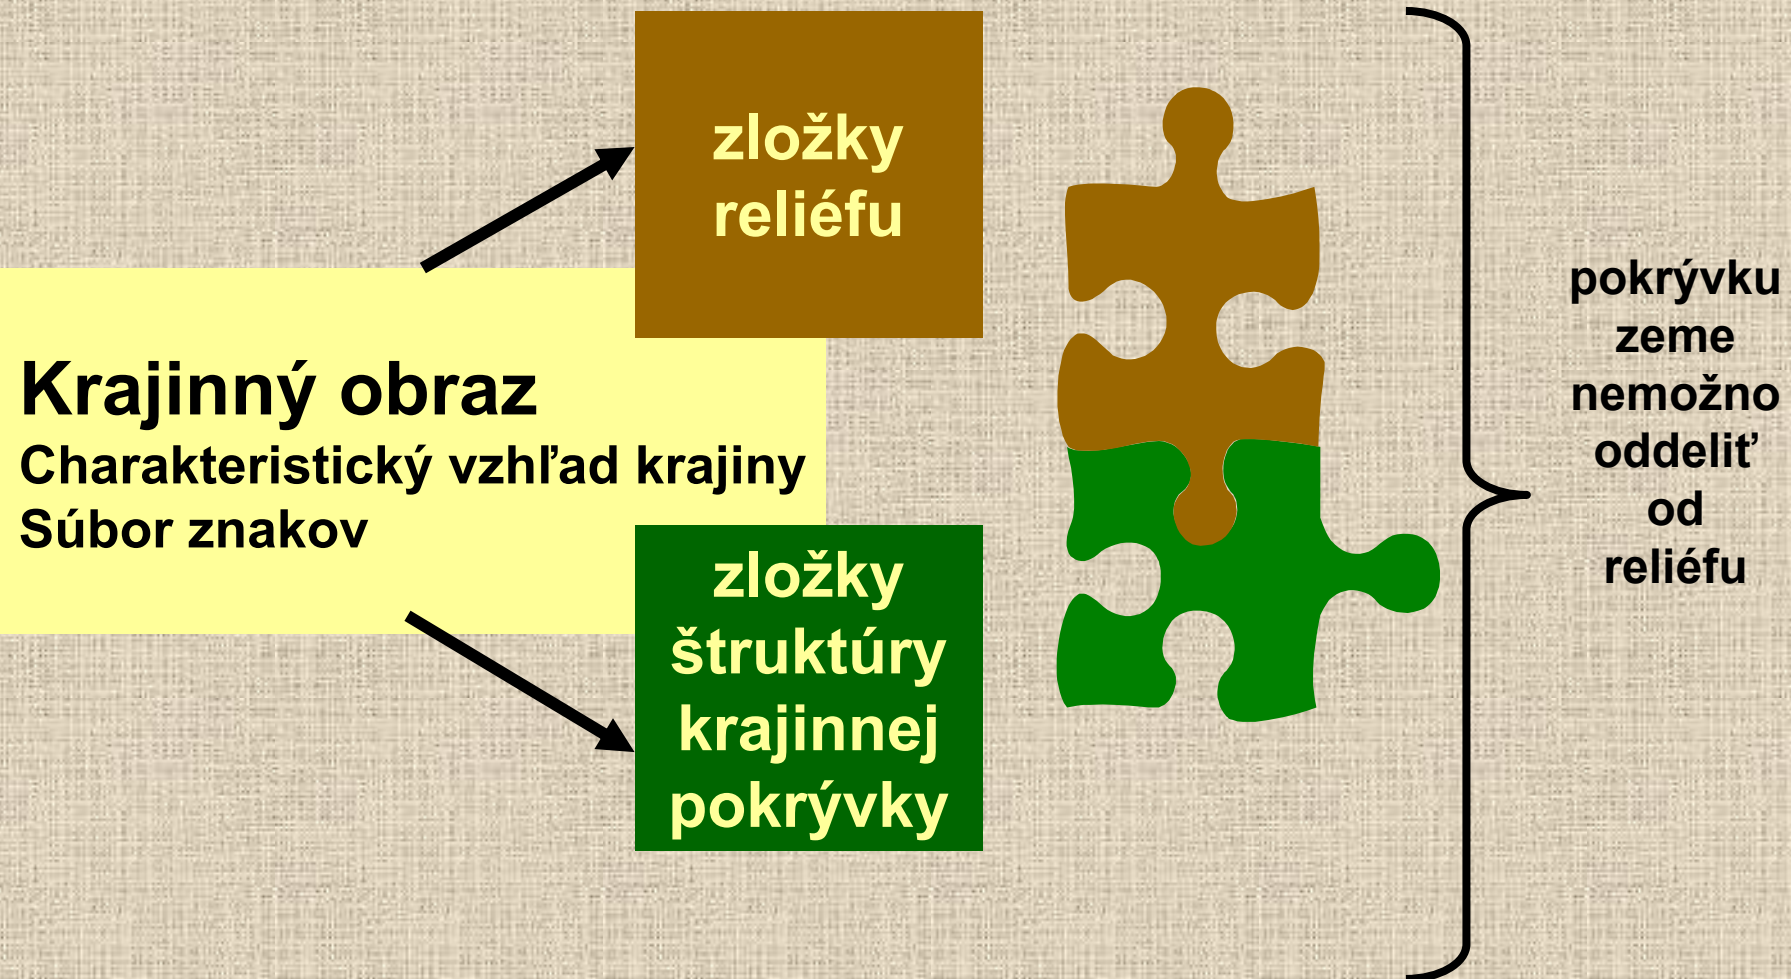 zložky
reliéfu
Krajinný obraz
Charakteristický vzhľad krajiny
Súbor znakov
zložky
štruktúry
krajinnej
pokrývky
pokrývku
zeme
nemožno
oddeliť
od
reliéfu